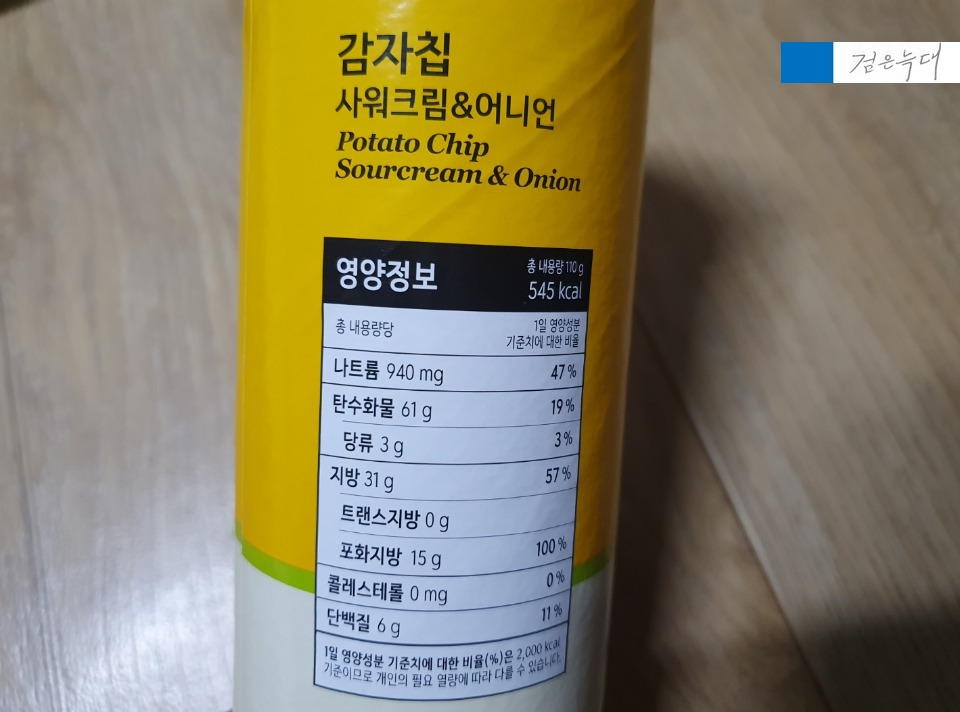 검은늑대
감자칩
사워크림&어니언
Potato Chip
Sourcream & Onion
영양정보
총 내용량 110 g
545 kcal
총 내용량당
1일 영양성분
기준치에 대한 비율
나트륨 940 mg 47 %
탄수화물 61 g 19 %
당류 3 g 3 %
지방 31 g 57 %
트랜스지방 0 g
포화지방 15 g 100 %
콜레스테롤 0 mg 0 %
단백질 6 g 11 %
1일 영양성분 기준치에 대한 비율(%)은 2,000 kcal
기준이므로 개인의 필요 열량에 따라 다를 수 있습니다.